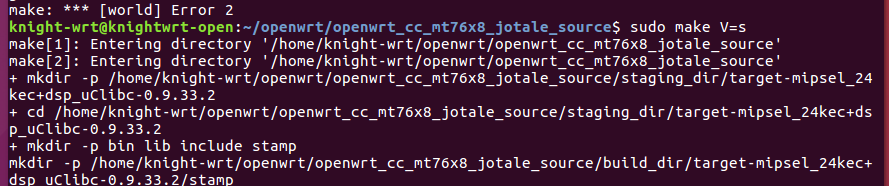 make: *** [world] Error 2
knight-wrt@knightwrt-open:~/openwrt/openwrt_cc_mt76x8_jotale_source$ sudo make V=s
make[1]: Entering directory '/home/knight-wrt/openwrt/openwrt_cc_mt76x8_jotale_source'
make[2]: Entering directory '/home/knight-wrt/openwrt/openwrt_cc_mt76x8_jotale_source'
+ mkdir -p /home/knight-wrt/openwrt/openwrt_cc_mt76x8_jotale_source/staging_dir/target-mipsel_24
kec+dsp_uClibc-0.9.33.2
+ cd /home/knight-wrt/openwrt/openwrt_cc_mt76x8_jotale_source/staging_dir/target-mipsel_24kec+ds
p_uClibc-0.9.33.2
+ mkdir -p bin lib include stamp
mkdir -p /home/knight-wrt/openwrt/openwrt_cc_mt76x8_jotale_source/build_dir/target-mipsel_24kec+
dsp_uClibc-0.9.33.2/stamp